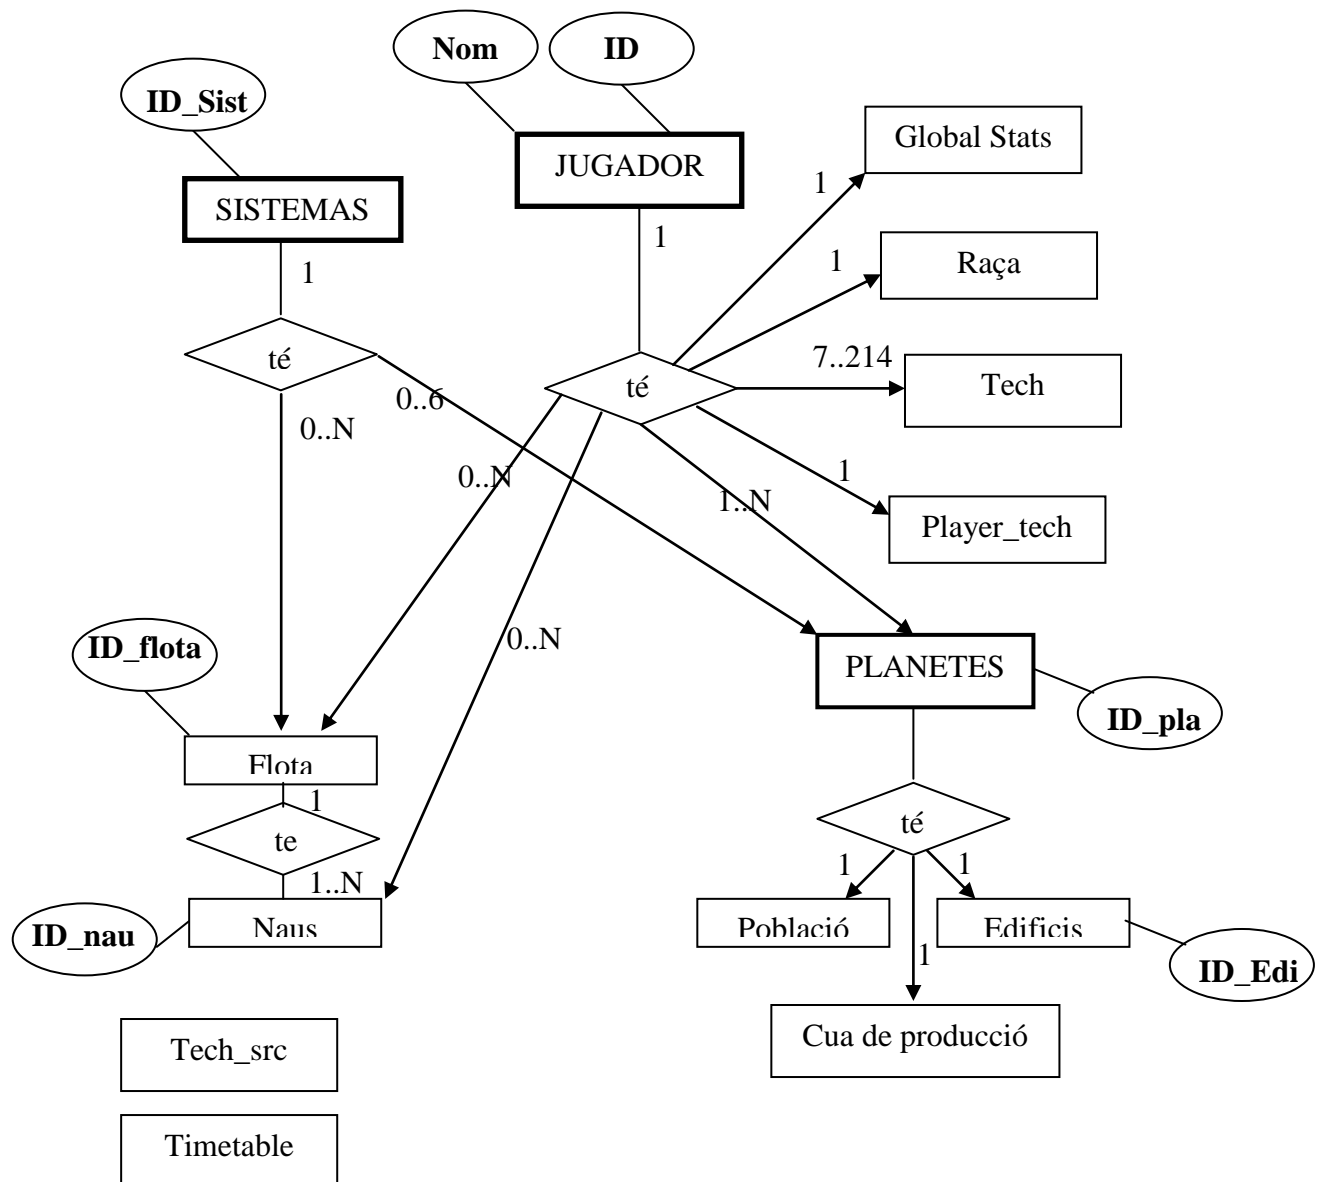 Nom
ID
ID_Sist
Global Stats
JUGADOR
SISTEMAS
1
1
1
Raça
1
té
té
7..214
Tech
0..6
0..N
0..N
1..N
1
Player_tech
0..N
ID_flota
PLANETES
ID_pla
Flota
1
te
té
1..N
1
1
ID_nau
Naus
Població
Edificis
1
ID_Edi
Cua de producció
Tech_src
Timetable